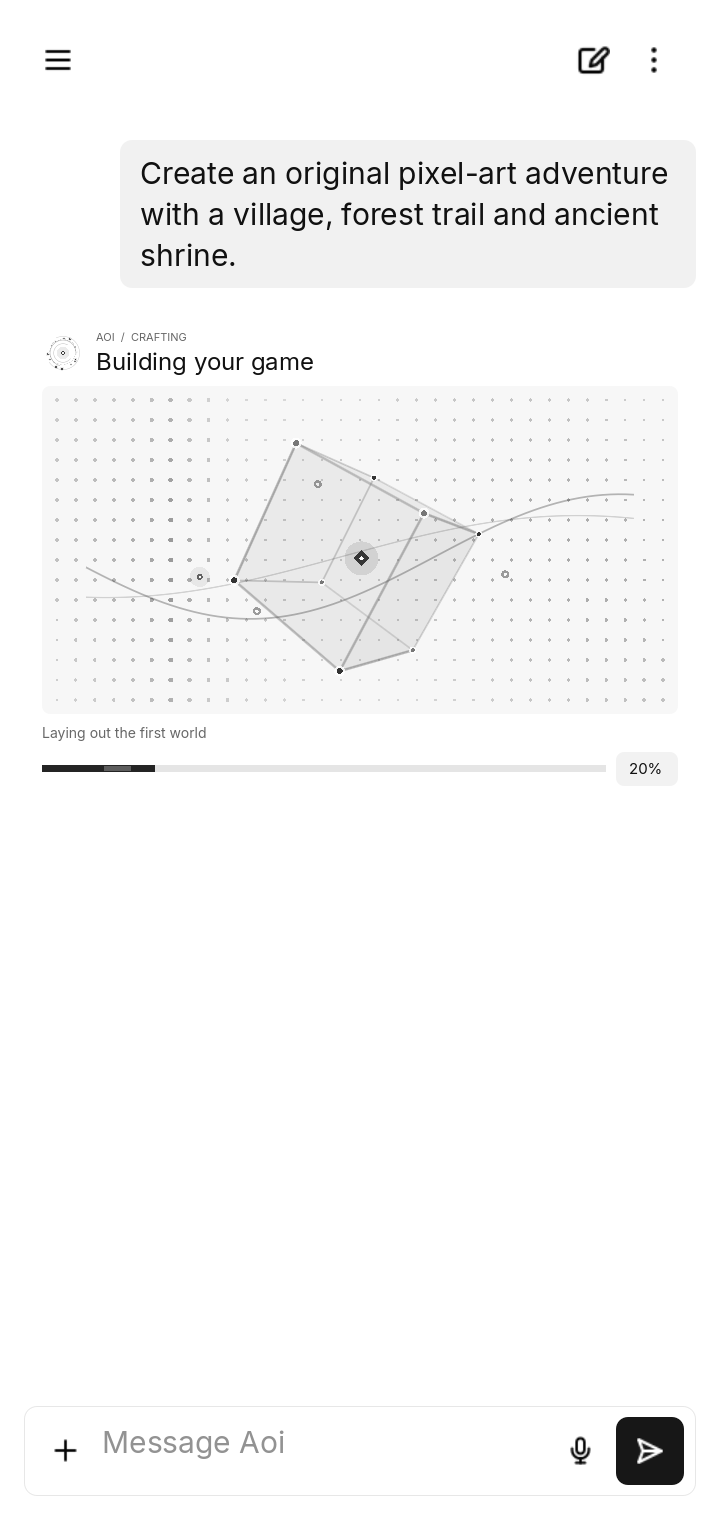 Create an original pixel-art adventure
with a village, forest trail and ancient
shrine.
AOI / CRAFTING
Building your game
Laying out the first world
20%
Message Aoi